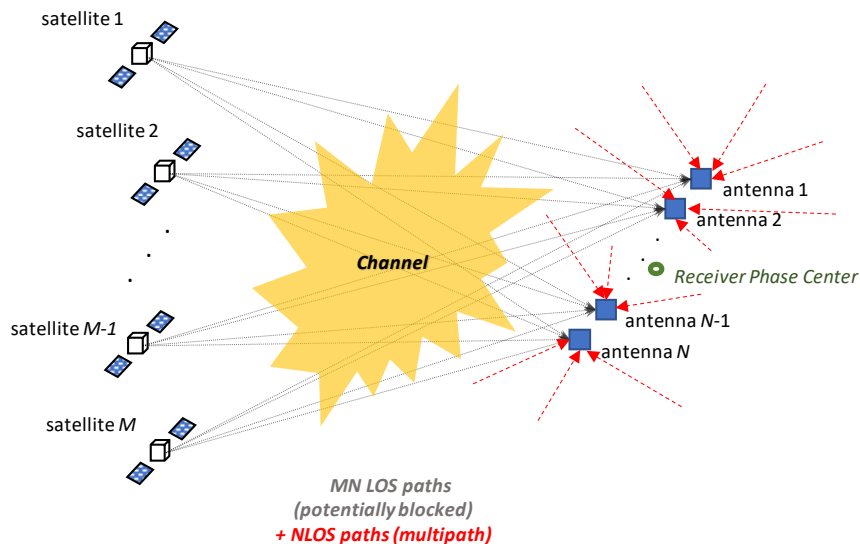 satellite 1
satellite 2
antenna 1
antenna 2
Channel
Receiver Phase Center
satellite M-1
antenna N-1
antenna N
satellite M
MN LOS paths
(potentially blocked)
+ NLOS paths (multipath)